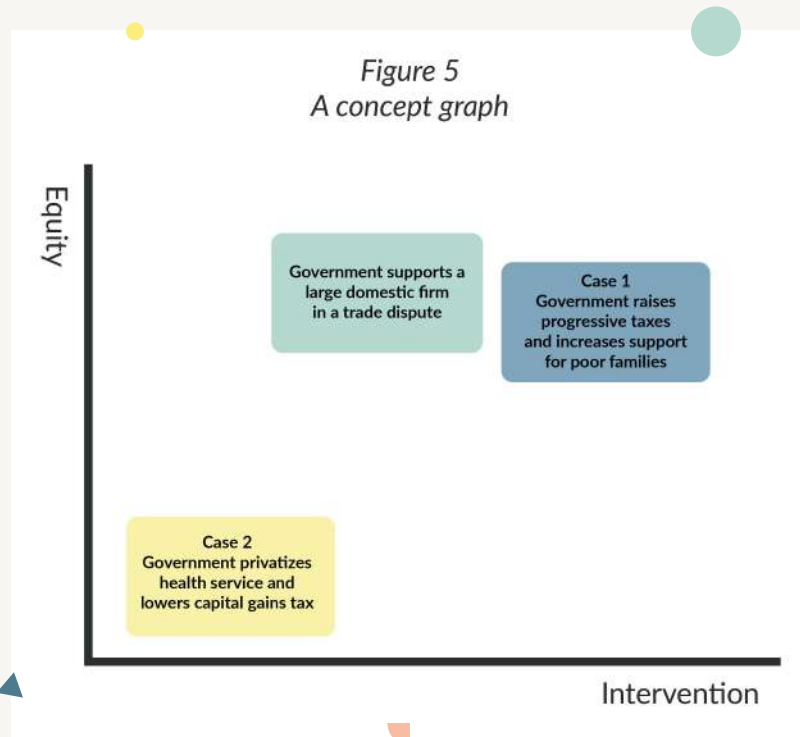 Figure 5
A concept graph
Equity
Government supports a
large domestic firm
in a trade dispute
Case 1
Government raises
progressive taxes
and increases support
for poor families
Case 2
Government privatizes
health service and
lowers capital gains tax
Intervention